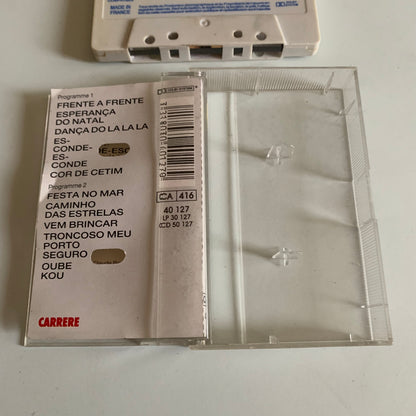 MADE IN
FRANCE
Programme 1
FRENTE A FRENTE
ESPERANÇA
DO NATAL
DANÇA DO LA LA LA
ES-
CONDE-
ES-
CONDE
COR DE CETIM
Programme 2
FESTA NO MAR
CAMINHO
DAS ESTRELAS
VEM BRINCAR
TRONCOSO MEU
PORTO
SEGURO
OUBE
KOU
CARRERE
CA 416
40 127
LP 30 127
CD 50 127